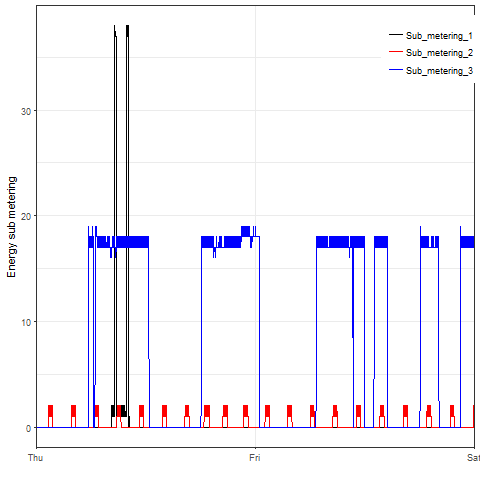 Sub_metering_1
Sub_metering_2
Sub_metering_3
Energy sub metering
30
20
10
0
Thu
Fri
Sat